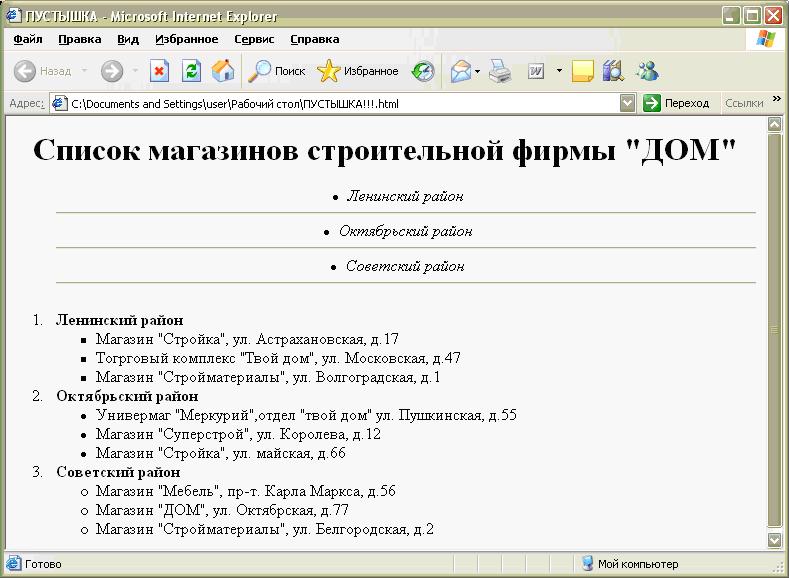 ПУСТЫШКА - Microsoft Internet Explorer
Файл Правка Вид Избранное Сервис Справка
Назад Поиск Избранное W
Адрес: C:\Documents and Settings\user\Рабочий стол\ПУСТЫШКА!!!.html Переход Ссылки »
Список магазинов строительной фирмы "ДОМ"
• Ленинский район
• Октябрьский район
• Советский район
1. Ленинский район
▪ Магазин "Стройка", ул. Астрахановская, д.17
▪ Тогрговый комплекс "Твой дом", ул. Московская, д.47
▪ Магазин "Стройматериалы", ул. Волгоградская, д.1
2. Октябрьский район
• Универмаг "Меркурий",отдел "твой дом" ул. Пушкинская, д.55
• Магазин "Суперстрой", ул. Королева, д.12
• Магазин "Стройка", ул. майская, д.66
3. Советский район
○ Магазин "Мебель", пр-т. Карла Маркса, д.56
○ Магазин "ДОМ", ул. Октябрская, д.77
○ Магазин "Стройматериалы", ул. Белгородская, д.2
Готово Мой компьютер